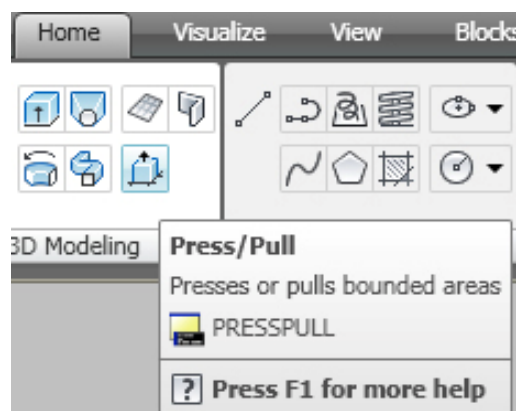 Home Visualize View Blocks
3D Modeling
Press/Pull
Presses or pulls bounded areas
PRESSPULL
? Press F1 for more help